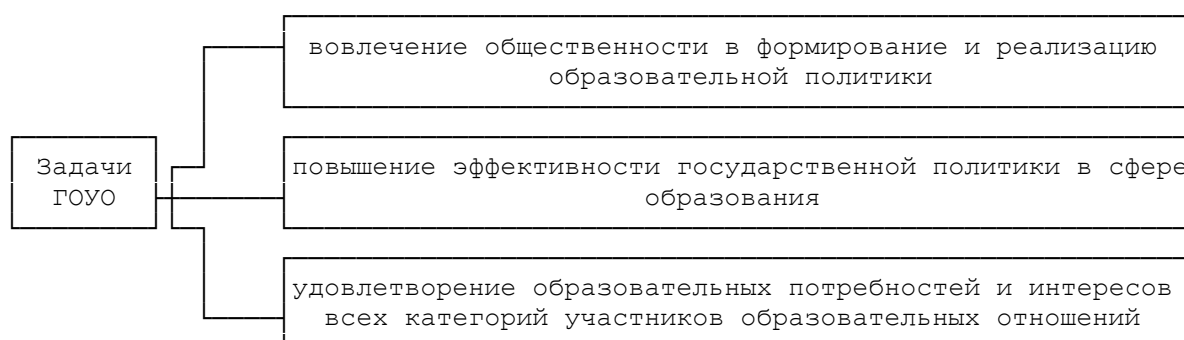 вовлечение общественности в формирование и реализацию
образовательной политики
Задачи
ГОУО
повышение эффективности государственной политики в сфере
образования
удовлетворение образовательных потребностей и интересов
всех категорий участников образовательных отношений